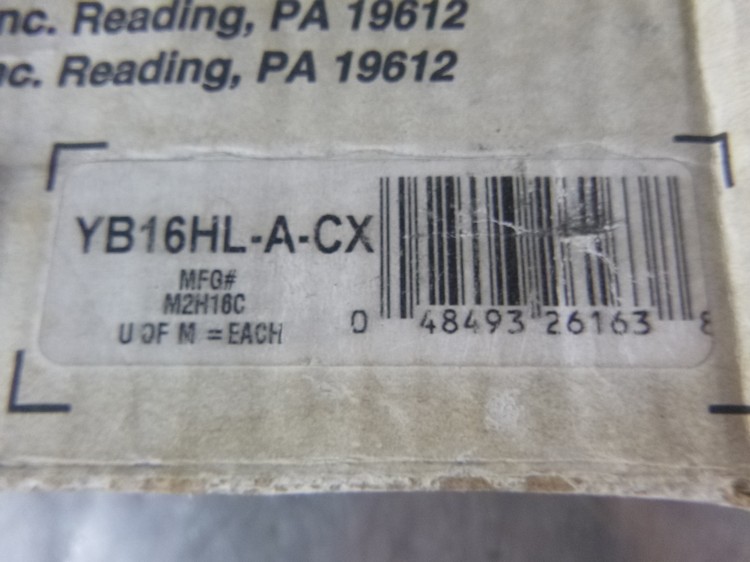 nc. Reading, PA 19612
nc. Reading, PA 19612
YB16HL-A-CX
MFG#
M2H16C
U OF M = EACH
0 48493 26163 8